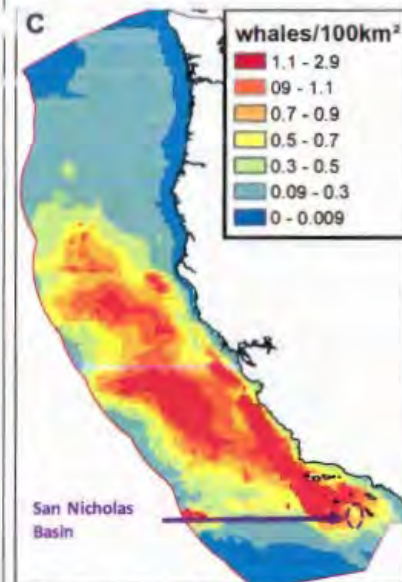 C
whales/100km²
1.1 - 2.9
09 - 1.1
0.7 - 0.9
0.5 - 0.7
0.3 - 0.5
0.09 - 0.3
0 - 0.009
San Nicholas
Basin